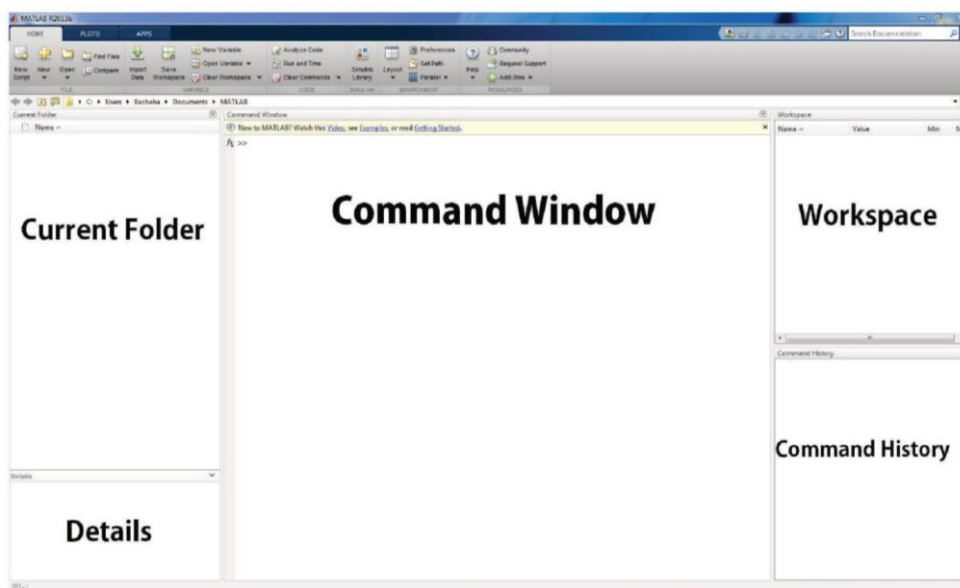 MATLAB R2013b
HOME PLOTS APPS
Search Documentation
New Script
New
Open
Find Files
Compare
Import Data
Save Workspace
New Variable
Open Variable
Clear Workspace
Analyze Code
Run and Time
Clear Commands
Simulink Library
Layout
Preferences
Set Path
Parallel
Help
Community
Request Support
Add-Ons
FILE VARIABLE CODE SIMULINK ENVIRONMENT RESOURCES
C: Users Documents MATLAB
Current Folder
Name
Current Folder
Details
Details
Command Window
New to MATLAB? Watch this Video, see Examples, or read Getting Started.
fx >>
Command Window
Workspace
Name Value Min
Workspace
Command History
Command History